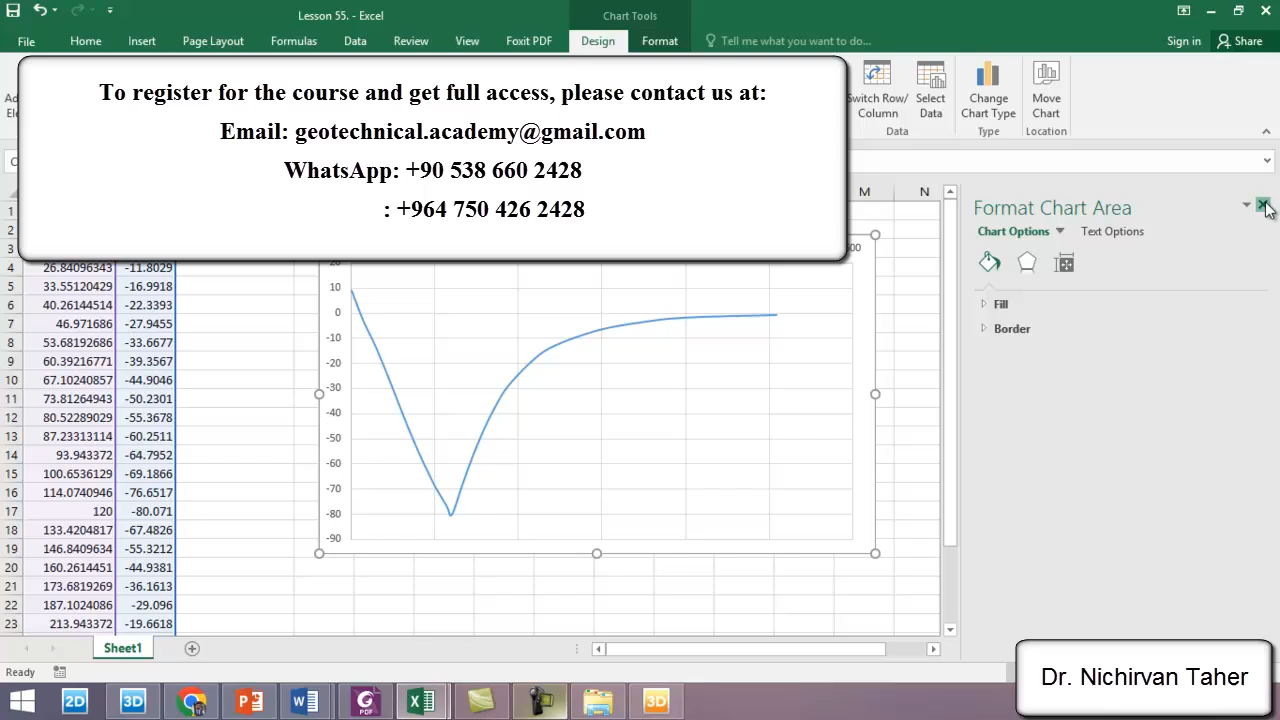 Lesson 55. - Excel
Chart Tools
File Home Insert Page Layout Formulas Data Review View Foxit PDF Design Format Tell me what you want to do... Sign in Share
To register for the course and get full access, please contact us at:
Email: geotechnical.academy@gmail.com
WhatsApp: +90 538 660 2428
: +964 750 426 2428
Switch Row/
Column
Select
Data
Change
Chart Type
Move
Chart
Data Type Location
M N
Format Chart Area
Chart Options Text Options
Fill
Border
20
10
0
-10
-20
-30
-40
-50
-60
-70
-80
-90
1
2
3
4 26.84096343 -11.8029
5 33.55120429 -16.9918
6 40.26144514 -22.3393
7 46.971686 -27.9455
8 53.68192686 -33.6677
9 60.39216771 -39.3567
10 67.10240857 -44.9046
11 73.81264943 -50.2301
12 80.52289029 -55.3678
13 87.23313114 -60.2511
14 93.943372 -64.7952
15 100.6536129 -69.1866
16 114.0740946 -76.6517
17 120 -80.071
18 133.4204817 -67.4826
19 146.8409634 -55.3212
20 160.2614451 -44.9381
21 173.6819269 -36.1613
22 187.1024086 -29.096
23 213.943372 -19.6618
Sheet1
Ready
Dr. Nichirvan Taher
2D 3D PDF 3D